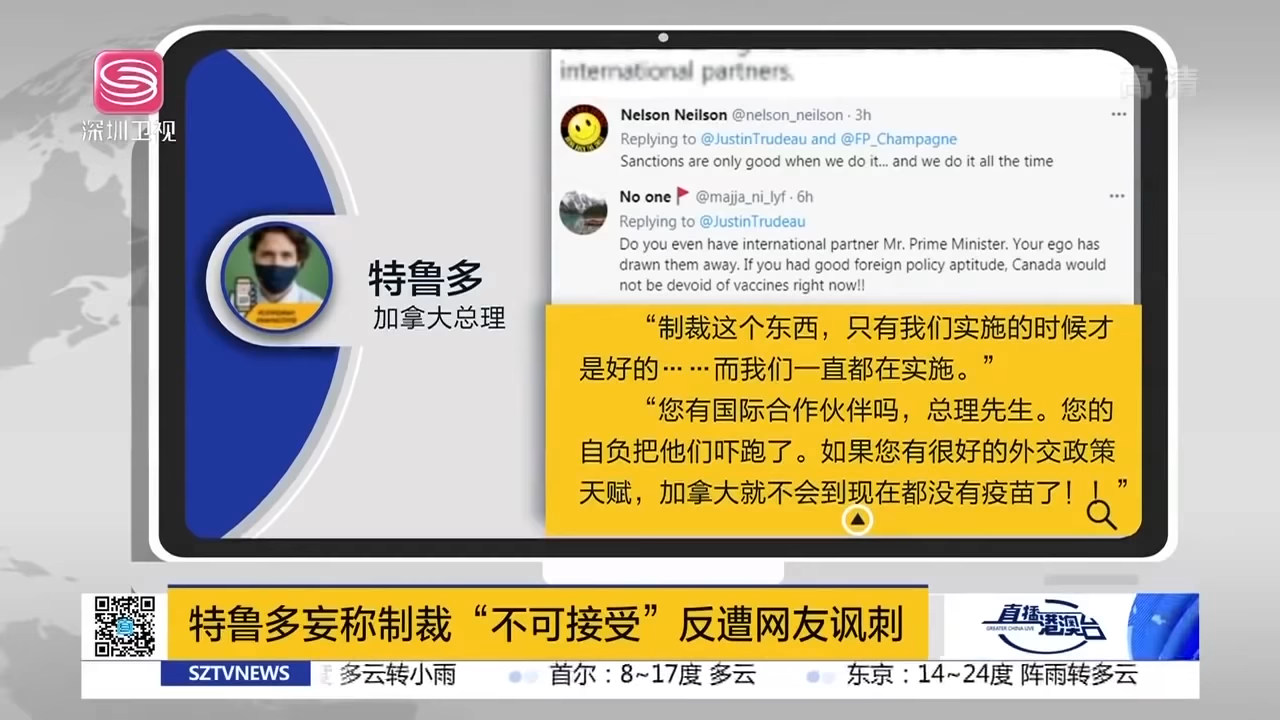 international partners.
高清
深圳卫视
Nelson Neilson @nelson_neilson · 3h
Replying to @JustinTrudeau and @FP_Champagne
Sanctions are only good when we do it... and we do it all the time
No one @majja_ni_lyf · 6h
Replying to @JustinTrudeau
Do you even have international partner Mr. Prime Minister. Your ego has
drawn them away. If you had good foreign policy aptitude, Canada would
not be devoid of vaccines right now!!
特鲁多
加拿大总理
“制裁这个东西，只有我们实施的时候才
是好的……而我们一直都在实施。”
“您有国际合作伙伴吗，总理先生。您的
自负把他们吓跑了。如果您有很好的外交政策
天赋，加拿大就不会到现在都没有疫苗了！！”
特鲁多妄称制裁“不可接受”反遭网友讽刺
直播港澳台
GREATER CHINA LIVE
SZTVNEWS
多云转小雨 首尔：8~17度 多云 东京：14~24度 阵雨转多云